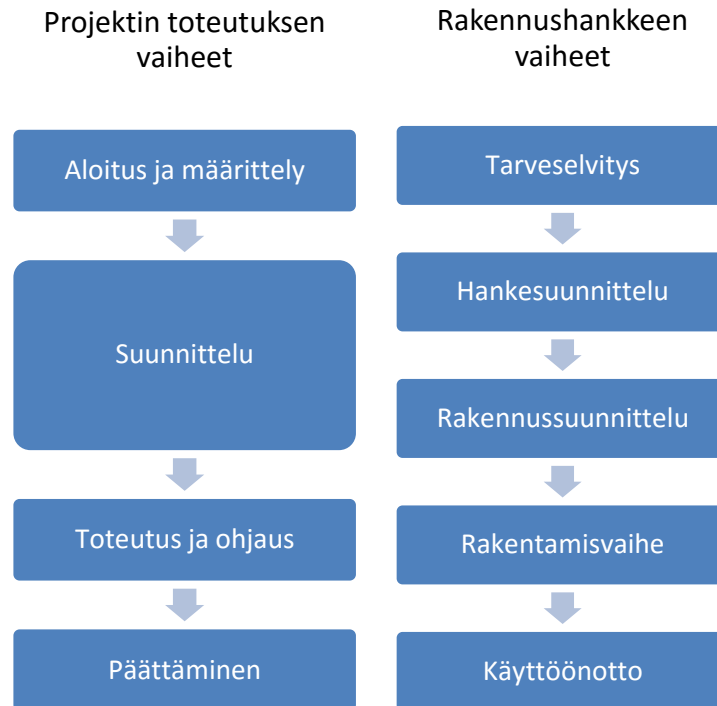 Projektin toteutuksen
vaiheet
Aloitus ja määrittely
Suunnittelu
Toteutus ja ohjaus
Päättäminen
Rakennushankkeen
vaiheet
Tarveselvitys
Hankesuunnittelu
Rakennussuunnittelu
Rakentamisvaihe
Käyttöönotto